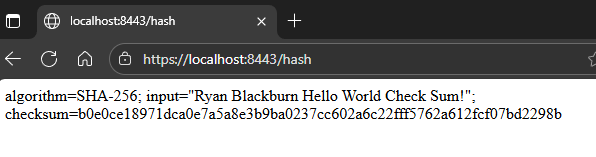 localhost:8443/hash
https://localhost:8443/hash
algorithm=SHA-256; input="Ryan Blackburn Hello World Check Sum!";
checksum=b0e0ce18971dca0e7a5a8e3b9ba0237cc602a6c22fff5762a612fcf07bd2298b